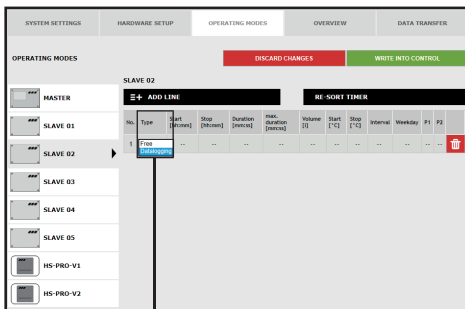 SYSTEM SETTINGS HARDWARE SETUP OPERATING MODES OVERVIEW DATA TRANSFER
OPERATING MODES DISCARD CHANGES WRITE INTO CONTROL
SLAVE 02
MASTER
ADD LINE RE-SORT TIMER
No. Type Start [hh:mm] Stop [hh:mm] Duration [mm:ss] max. duration [mm:ss] Volume [l] Start [°C] Stop [°C] Interval Weekday P1 P2
1 Free -- -- -- -- -- -- -- -- -- -- --
Datalogging
SLAVE 01
SLAVE 02
SLAVE 03
SLAVE 04
SLAVE 05
HS-PRO-V1
HS-PRO-V2